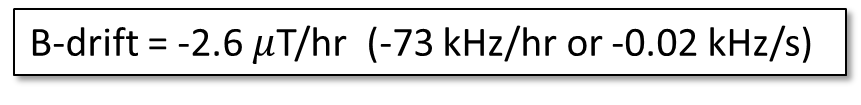 B-drift = -2.6 𝜇T/hr (-73 kHz/hr or -0.02 kHz/s)